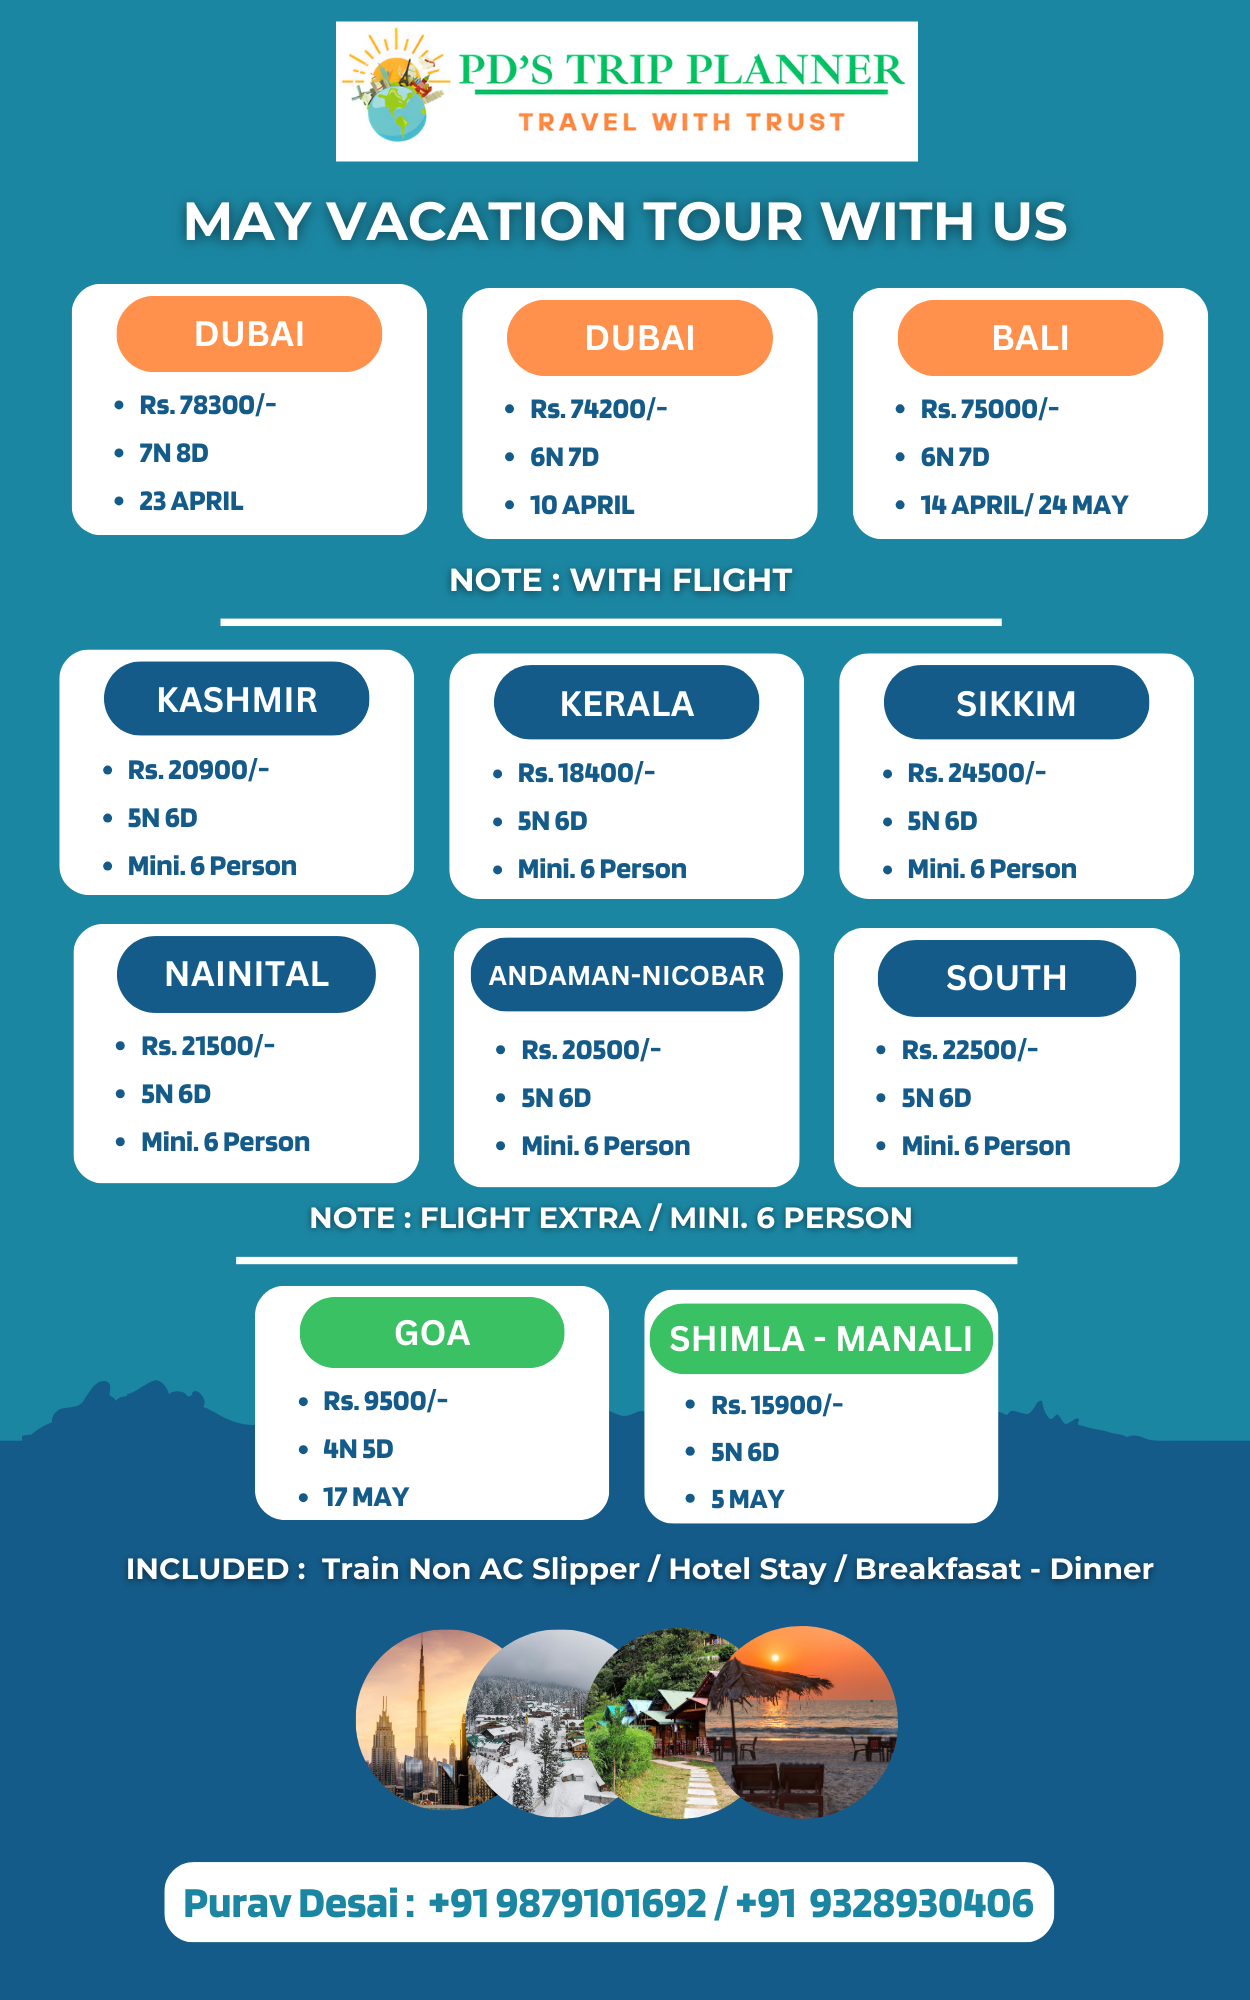 PD'S TRIP PLANNER
TRAVEL WITH TRUST
MAY VACATION TOUR WITH US
DUBAI
• Rs. 78300/-
• 7N 8D
• 23 APRIL
DUBAI
• Rs. 74200/-
• 6N 7D
• 10 APRIL
BALI
• Rs. 75000/-
• 6N 7D
• 14 APRIL/ 24 MAY
NOTE : WITH FLIGHT
KASHMIR
• Rs. 20900/-
• 5N 6D
• Mini. 6 Person
KERALA
• Rs. 18400/-
• 5N 6D
• Mini. 6 Person
SIKKIM
• Rs. 24500/-
• 5N 6D
• Mini. 6 Person
NAINITAL
• Rs. 21500/-
• 5N 6D
• Mini. 6 Person
ANDAMAN-NICOBAR
• Rs. 20500/-
• 5N 6D
• Mini. 6 Person
SOUTH
• Rs. 22500/-
• 5N 6D
• Mini. 6 Person
NOTE : FLIGHT EXTRA / MINI. 6 PERSON
GOA
• Rs. 9500/-
• 4N 5D
• 17 MAY
SHIMLA - MANALI
• Rs. 15900/-
• 5N 6D
• 5 MAY
INCLUDED : Train Non AC Slipper / Hotel Stay / Breakfasat - Dinner
Purav Desai : +91 9879101692 / +91 9328930406